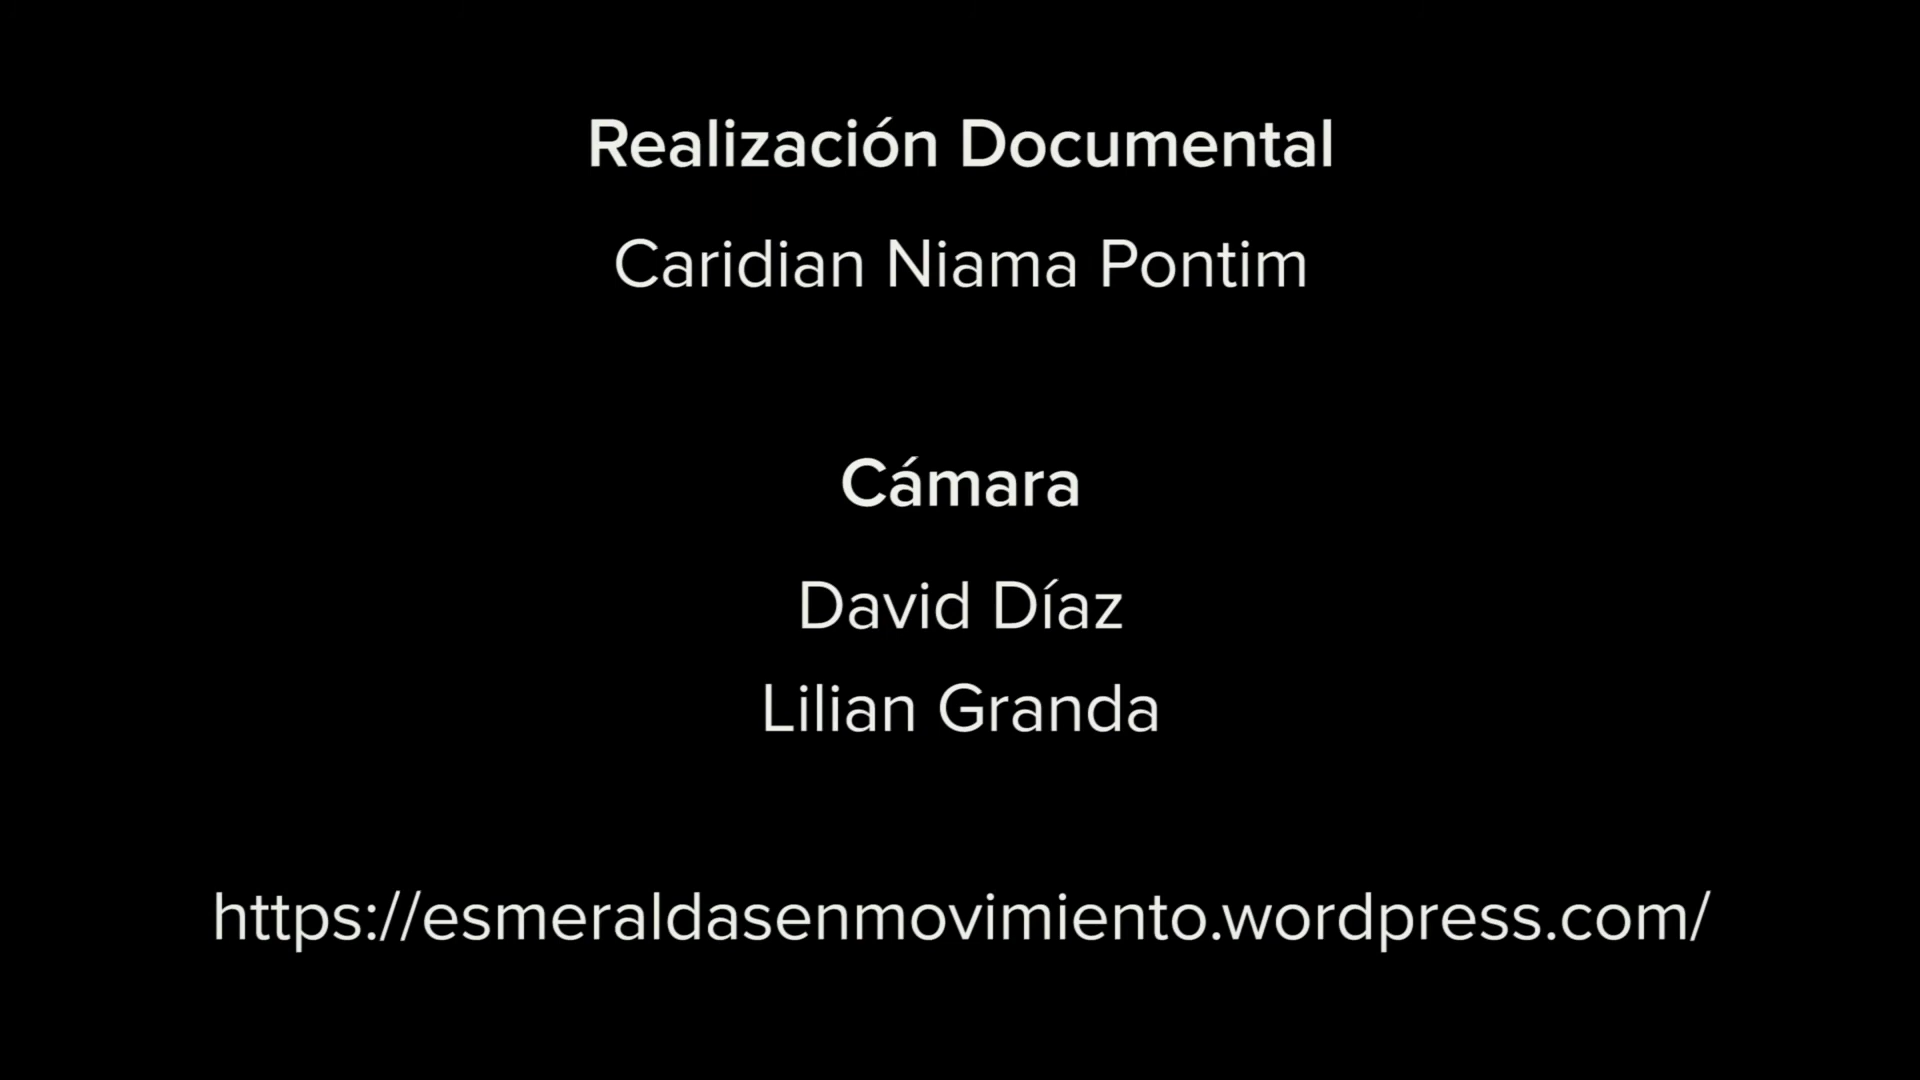 Realización Documental
Caridian Niama Pontim
Cámara
David Díaz
Lilian Granda
https://esmeraldasenmovimiento.wordpress.com/